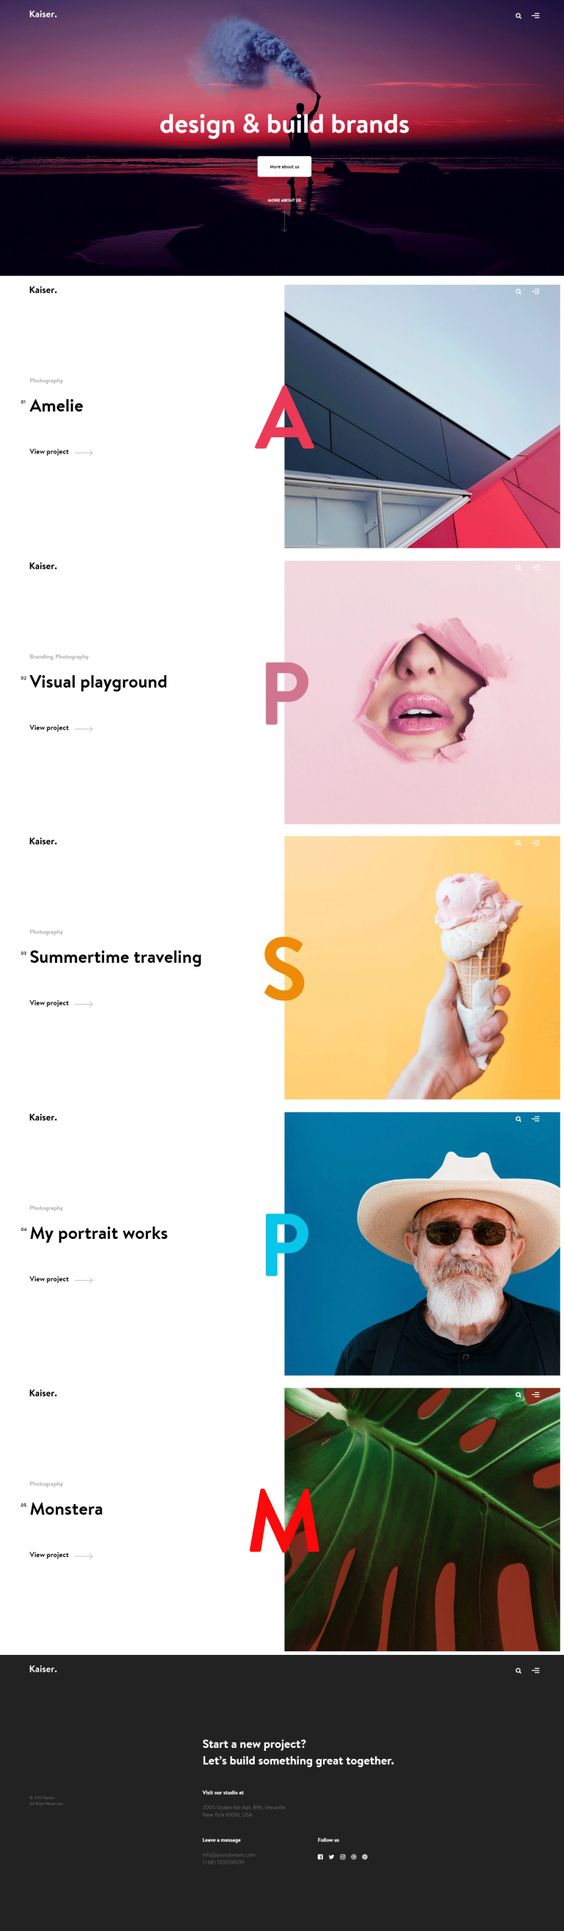 Kaiser.
design & build brands
More about us
MORE ABOUT US
Kaiser.
Photography
01
Amelie
A
View project
Kaiser.
Branding, Photography
02
Visual playground
P
View project
Kaiser.
Photography
03
Summertime traveling
S
View project
Kaiser.
Photography
04
My portrait works
P
View project
Kaiser.
Photography
05
Monstera
M
View project
Kaiser.
Start a new project?
Let's build something great together.
Visit our studio at
2005 Stokes Isle Apt. 896, Venaville,
New York 10010, USA
© 2017 Kaiser.
All Right Reserved.
Leave a message
Follow us
info@yourdomain.com